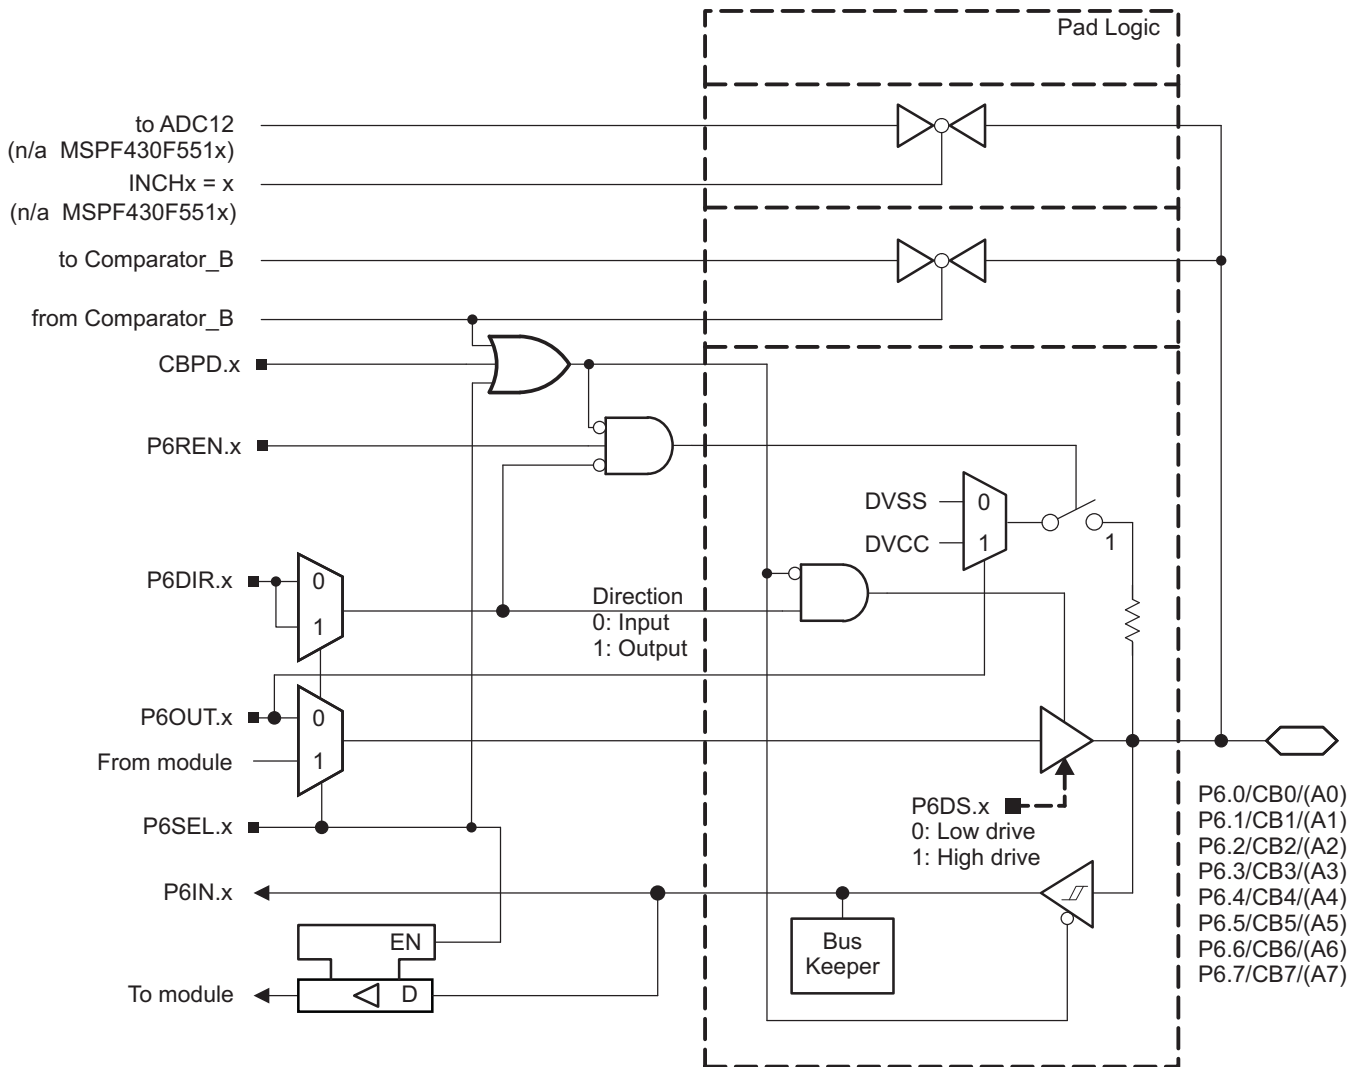 Pad Logic
to ADC12
(n/a MSPF430F551x)
INCHx = x
(n/a MSPF430F551x)
to Comparator_B
from Comparator_B
CBPD.x
P6REN.x
DVSS
0
DVCC
1
1
P6DIR.x
0
1
Direction
0: Input
1: Output
P6OUT.x
0
From module
1
P6SEL.x
P6DS.x
0: Low drive
1: High drive
P6.0/CB0/(A0)
P6.1/CB1/(A1)
P6.2/CB2/(A2)
P6.3/CB3/(A3)
P6.4/CB4/(A4)
P6.5/CB5/(A5)
P6.6/CB6/(A6)
P6.7/CB7/(A7)
P6IN.x
EN
Bus
Keeper
To module
D